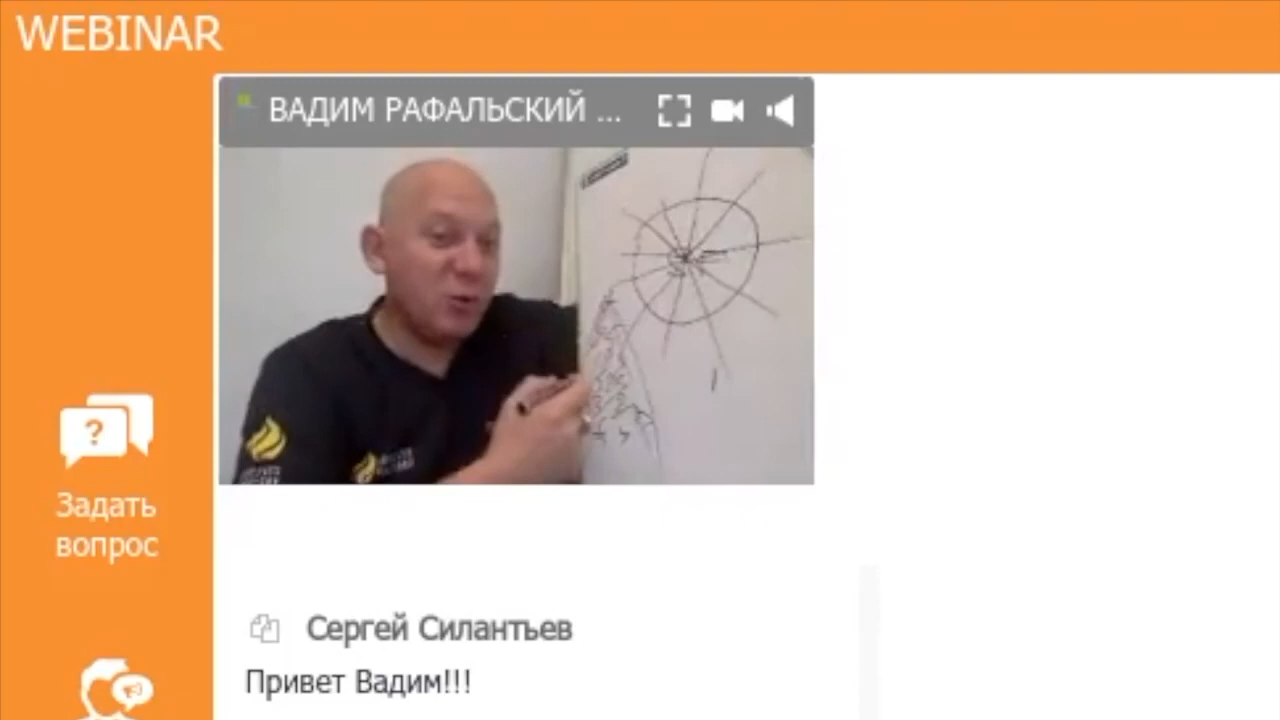 WEBINAR
ВАДИМ РАФАЛЬСКИЙ ...
?
Задать
вопрос
Сергей Силантьев
Привет Вадим!!!